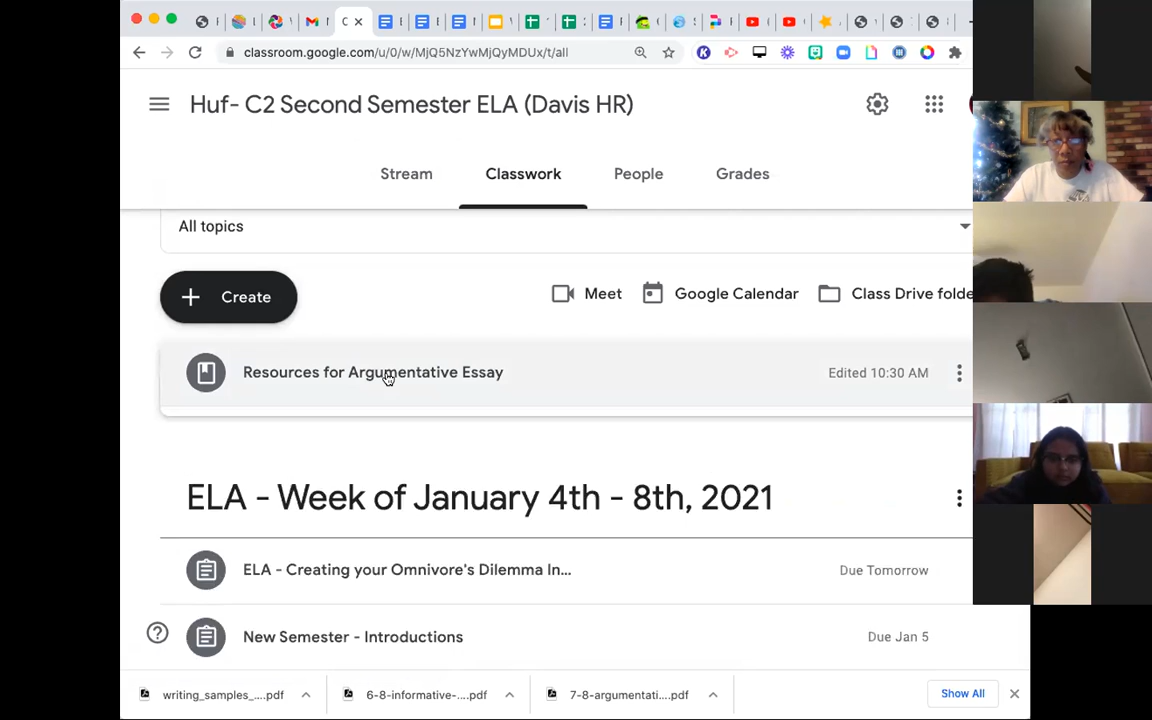 classroom.google.com/u/0/w/MjQ5NzYwMjQyMDUx/t/all
Huf- C2 Second Semester ELA (Davis HR)
Stream Classwork People Grades
All topics
Create Meet Google Calendar Class Drive folde
Resources for Argumentative Essay Edited 10:30 AM
ELA - Week of January 4th - 8th, 2021
ELA - Creating your Omnivore's Dilemma In... Due Tomorrow
New Semester - Introductions Due Jan 5
writing_samples_....pdf 6-8-informative-....pdf 7-8-argumentati....pdf Show All